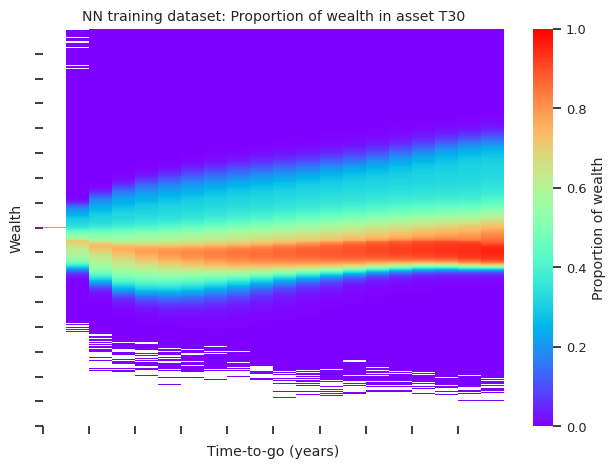 NN training dataset: Proportion of wealth in asset T30
Wealth
Time-to-go (years)
1.0
0.8
0.6
0.4
0.2
0.0
Proportion of wealth